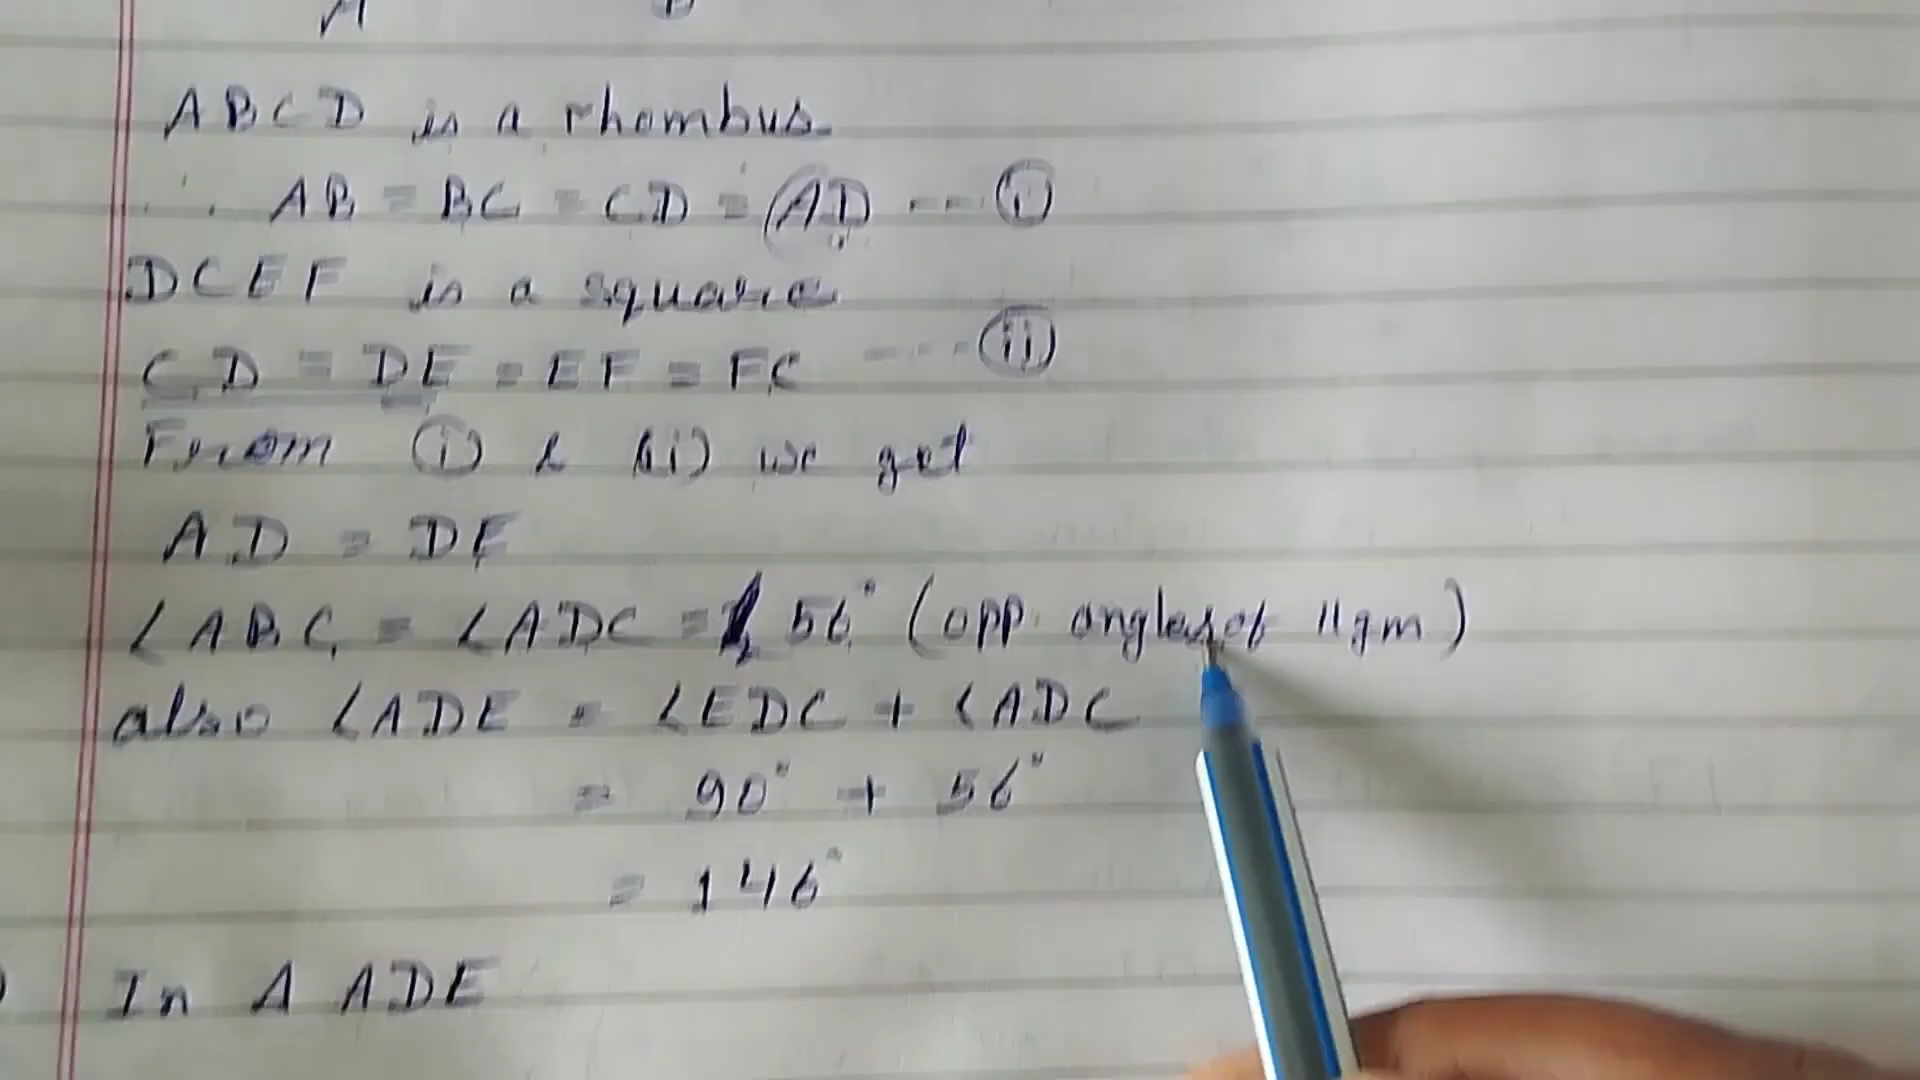 ABCD is a rhombus.
∴ AB = BC = CD = AD --- (i)
DCEF is a square
CD = DE = EF = FC --- (ii)
From (i) & (ii) we get
AD = DE
∠ABC = ∠ADC = 56° (opp. angles of ||gm)
also ∠ADE = ∠EDC + ∠ADC
= 90° + 56°
= 146°
In Δ ADE